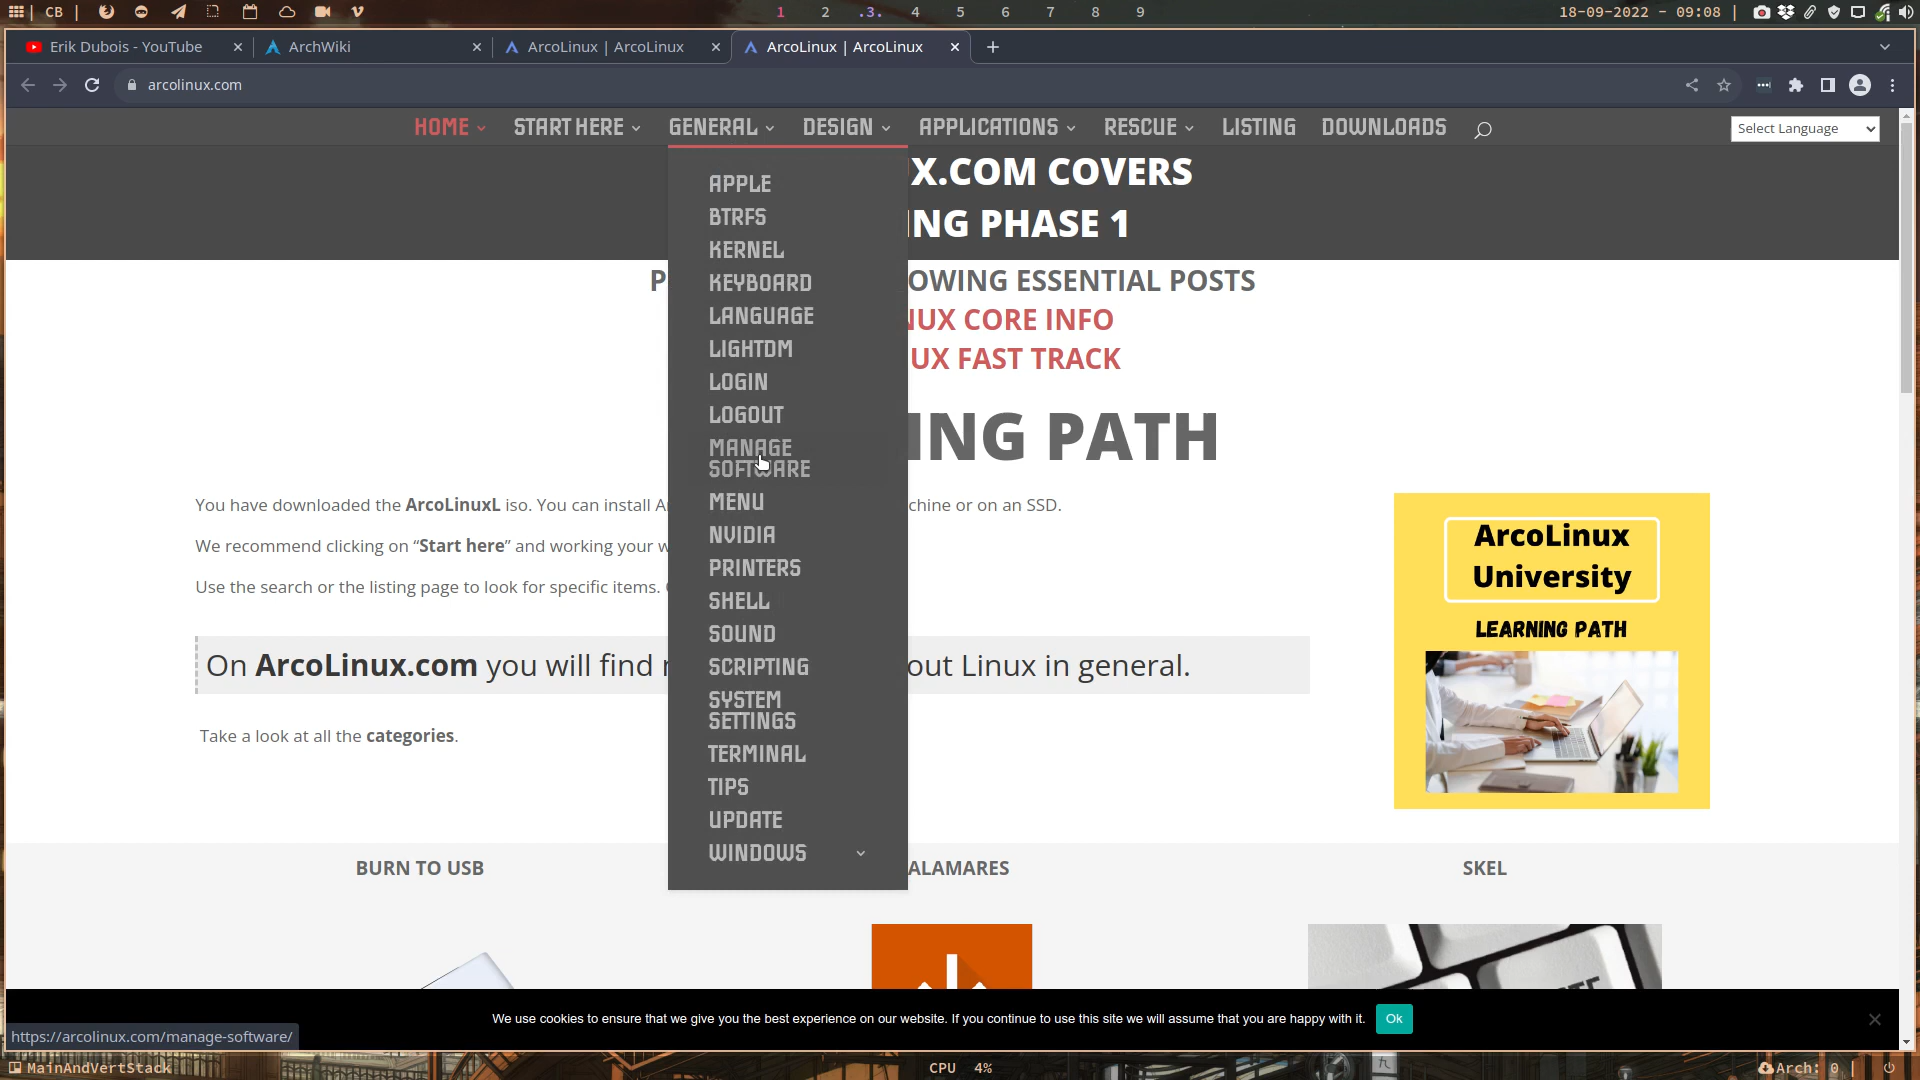 CB
1 2 .3. 4 5 6 7 8 9
18-09-2022 - 09:08
Erik Dubois - YouTube
ArchWiki
ArcoLinux | ArcoLinux
ArcoLinux | ArcoLinux
arcolinux.com
HOME START HERE GENERAL DESIGN APPLICATIONS RESCUE LISTING DOWNLOADS
Select Language
X.COM COVERS
NG PHASE 1
P
OWING ESSENTIAL POSTS
UX CORE INFO
UX FAST TRACK
ING PATH
APPLE
BTRFS
KERNEL
KEYBOARD
LANGUAGE
LIGHTDM
LOGIN
LOGOUT
MANAGE
SOFTWARE
MENU
NVIDIA
PRINTERS
SHELL
SOUND
SCRIPTING
SYSTEM
SETTINGS
TERMINAL
TIPS
UPDATE
WINDOWS
You have downloaded the ArcoLinuxL iso. You can install A
chine or on an SSD.
We recommend clicking on “Start here” and working your w
Use the search or the listing page to look for specific items.
On ArcoLinux.com you will find
out Linux in general.
Take a look at all the categories.
ArcoLinux
University
LEARNING PATH
BURN TO USB
ALAMARES
SKEL
We use cookies to ensure that we give you the best experience on our website. If you continue to use this site we will assume that you are happy with it.
Ok
https://arcolinux.com/manage-software/
MainAndVertStack
CPU 4%
Arch: 0